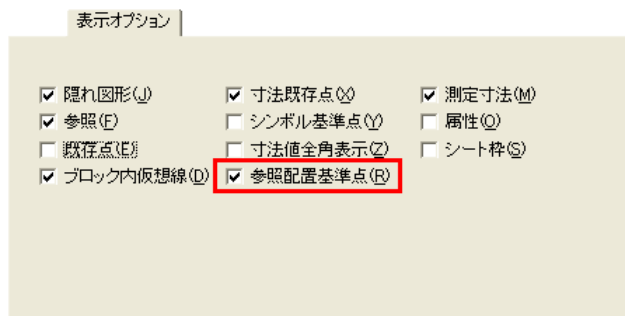 表示オプション
隠れ図形(J) 寸法既存点(X) 測定寸法(M)
参照(F) シンボル基準点(Y) 属性(O)
既存点(E) 寸法値全角表示(Z) シート枠(S)
ブロック内仮想線(D) 参照配置基準点(R)